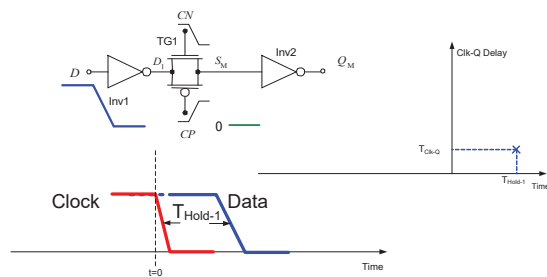 CN
TG1
Inv2
Clk-Q Delay
D
D1
SM
QM
Inv1
0
CP
TClk-Q
THold-1
Time
Clock
Data
THold-1
Time
t=0